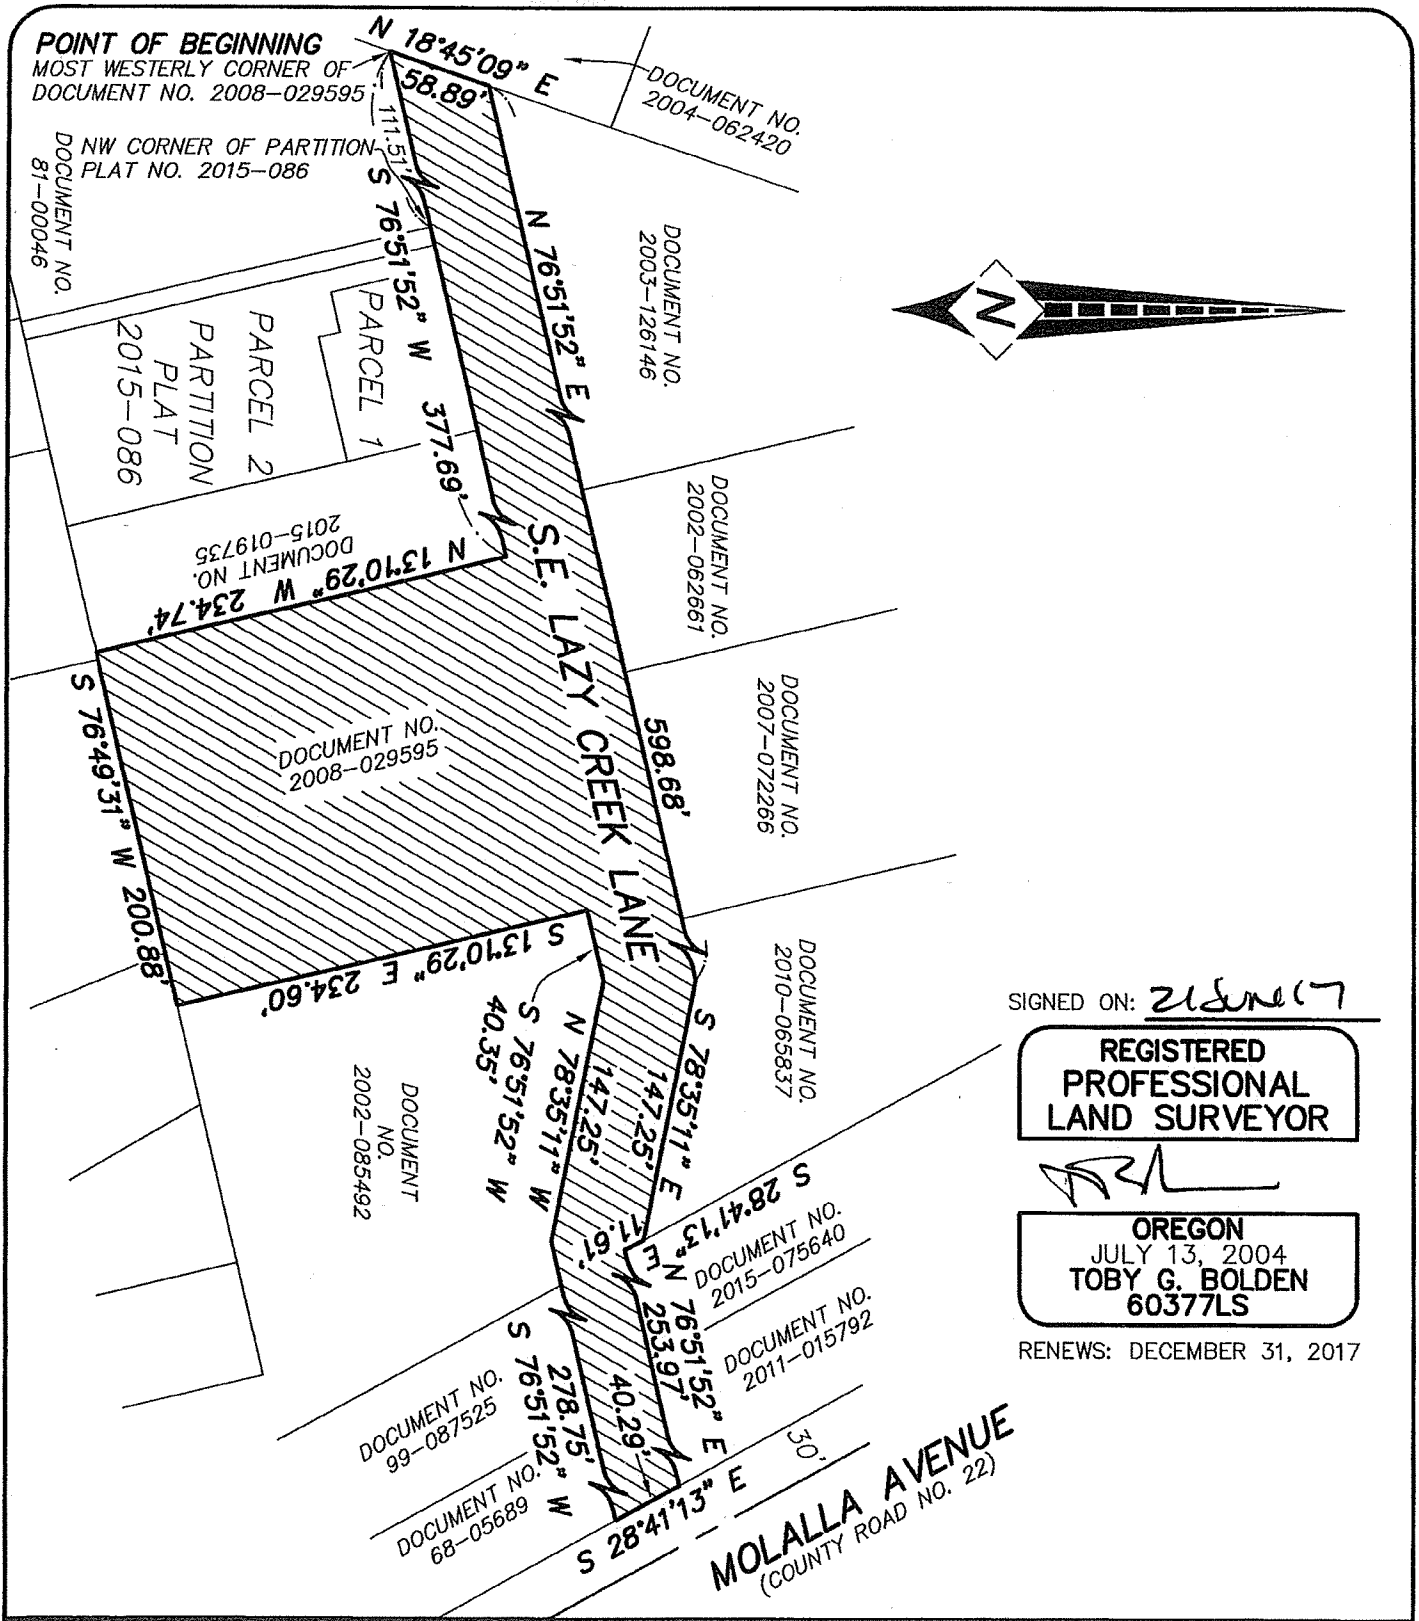 POINT OF BEGINNING
MOST WESTERLY CORNER OF
DOCUMENT NO. 2008-029595
NW CORNER OF PARTITION
PLAT NO. 2015-086
DOCUMENT NO.
81-00046
N 18°45'09" E
58.89'
DOCUMENT NO.
2004-062420
111.51'
S 76°51'52" W 377.69'
N 76°51'52" E
598.68'
DOCUMENT NO.
2003-126146
N
PARCEL 1
PARCEL 2
PARTITION
PLAT
2015-086
DOCUMENT NO.
2015-019735
N 13°10'29" W 234.74'
DOCUMENT NO.
2002-062661
S.E. LAZY CREEK LANE
DOCUMENT NO.
2007-072266
DOCUMENT NO.
2008-029595
S 76°49'31" W 200.88'
S 13°10'29" E 234.60'
DOCUMENT NO.
2010-065837
S 76°51'52" W
40.35'
N 78°35'11" W
147.25'
S 78°35'11" E
147.25'
DOCUMENT
NO.
2002-085492
S 28°41'13" E
11.61'
DOCUMENT NO.
2015-075640
N 76°51'52" E
253.97'
DOCUMENT NO.
2011-015792
40.29'
278.75'
S 76°51'52" W
DOCUMENT NO.
99-087525
DOCUMENT NO.
68-05689
S 28°41'13" E
30'
MOLALLA AVENUE
(COUNTY ROAD NO. 22)
SIGNED ON: 21 June 17
REGISTERED
PROFESSIONAL
LAND SURVEYOR
OREGON
JULY 13, 2004
TOBY G. BOLDEN
60377LS
RENEWS: DECEMBER 31, 2017